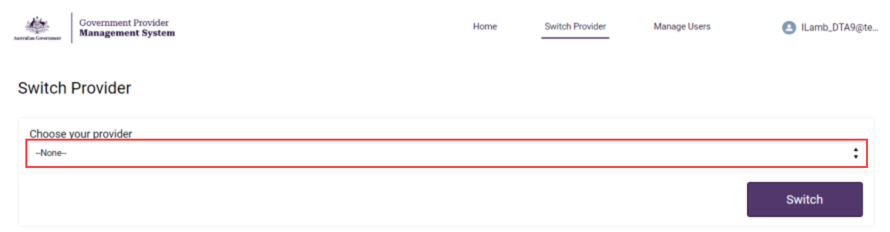 Government Provider
Management System
Australian Government
Home
Switch Provider
Manage Users
ILamb_DTA9@te...
Switch Provider
Choose your provider
--None--
Switch